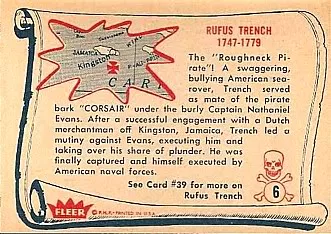 RUFUS TRENCH
1747-1779
JAMAICA
Kingston
CAR
The "Roughneck Pi-
rate"! A swaggering,
bullying American sea-
rover, Trench served
as mate of the pirate
bark "CORSAIR" under the burly Captain Nathaniel
Evans. After a successful engagement with a Dutch
merchantman off Kingston, Jamaica, Trench led a
mutiny against Evans, executing him and
taking over his share of plunder. He was
finally captured and himself executed by
American naval forces.
See Card #39 for more on
Rufus Trench
6
FLEER
© P.M.R. PRINTED IN U.S.A.